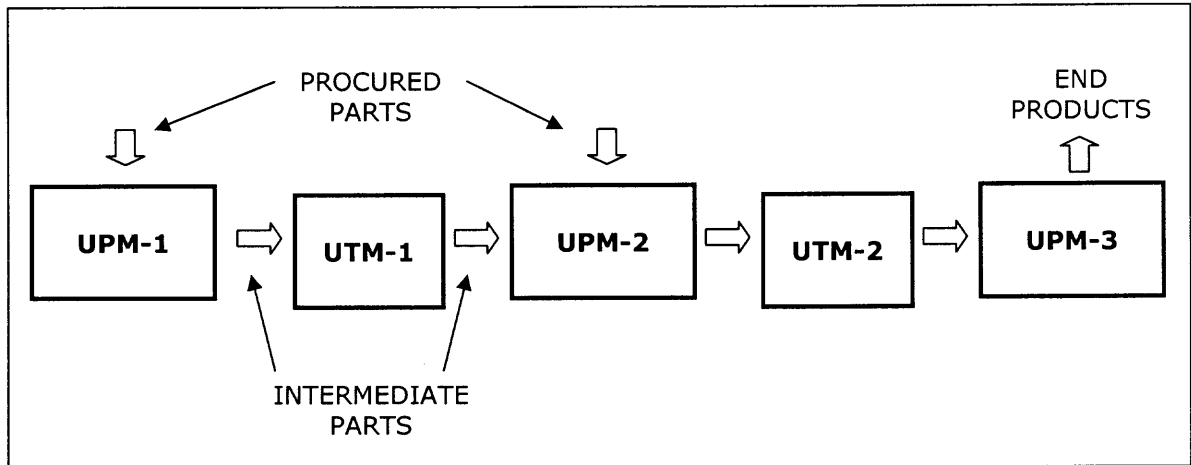 PROCURED
PARTS
END
PRODUCTS
UPM-1
UTM-1
UPM-2
UTM-2
UPM-3
INTERMEDIATE
PARTS